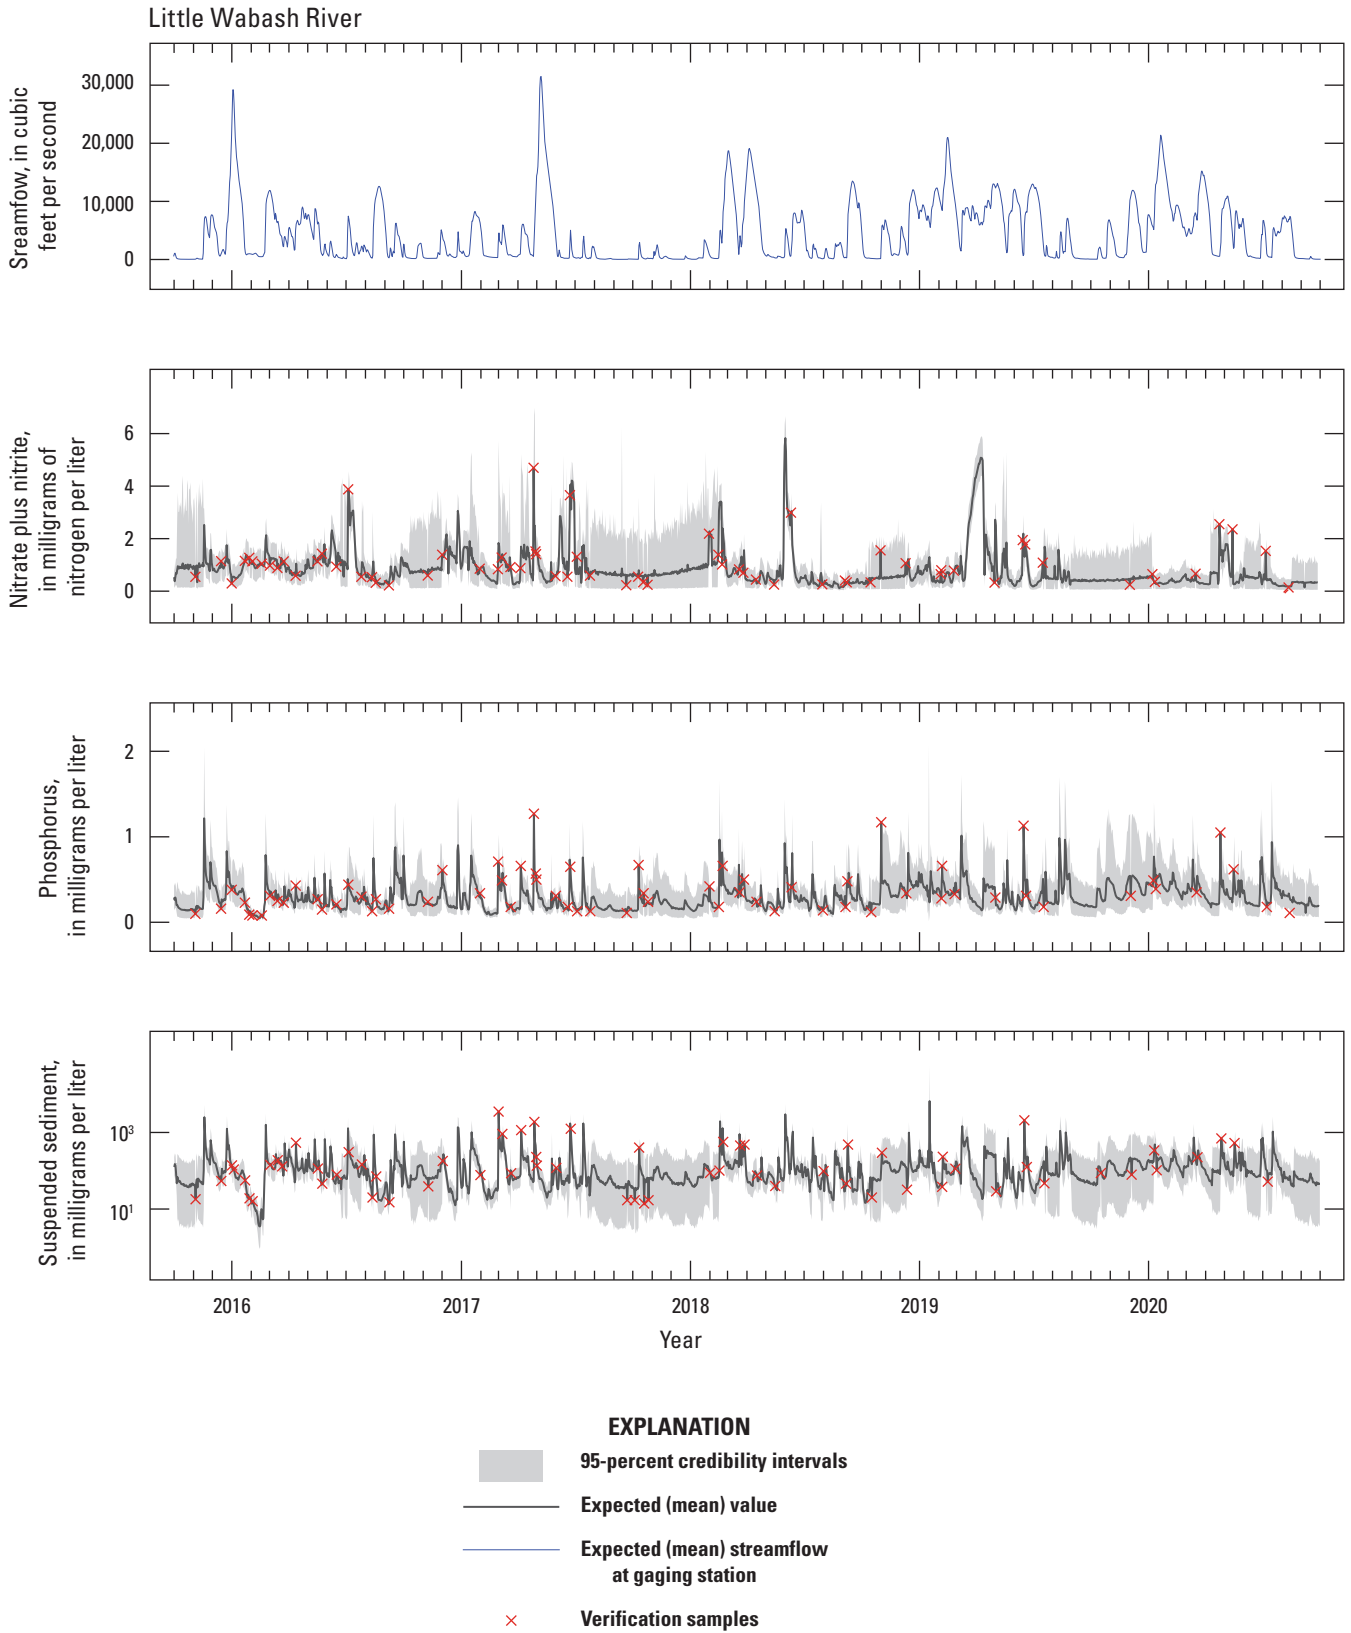 Little Wabash River
Sreamfow, in cubic
feet per second
30,000
20,000
10,000
0
Nitrate plus nitrite,
in milligrams of
nitrogen per liter
6
4
2
0
Phosphorus,
in milligrams per liter
2
1
0
Suspended sediment,
in milligrams per liter
10³
10¹
2016 2017 2018 2019 2020
Year
EXPLANATION
95-percent credibility intervals
Expected (mean) value
Expected (mean) streamflow
at gaging station
Verification samples